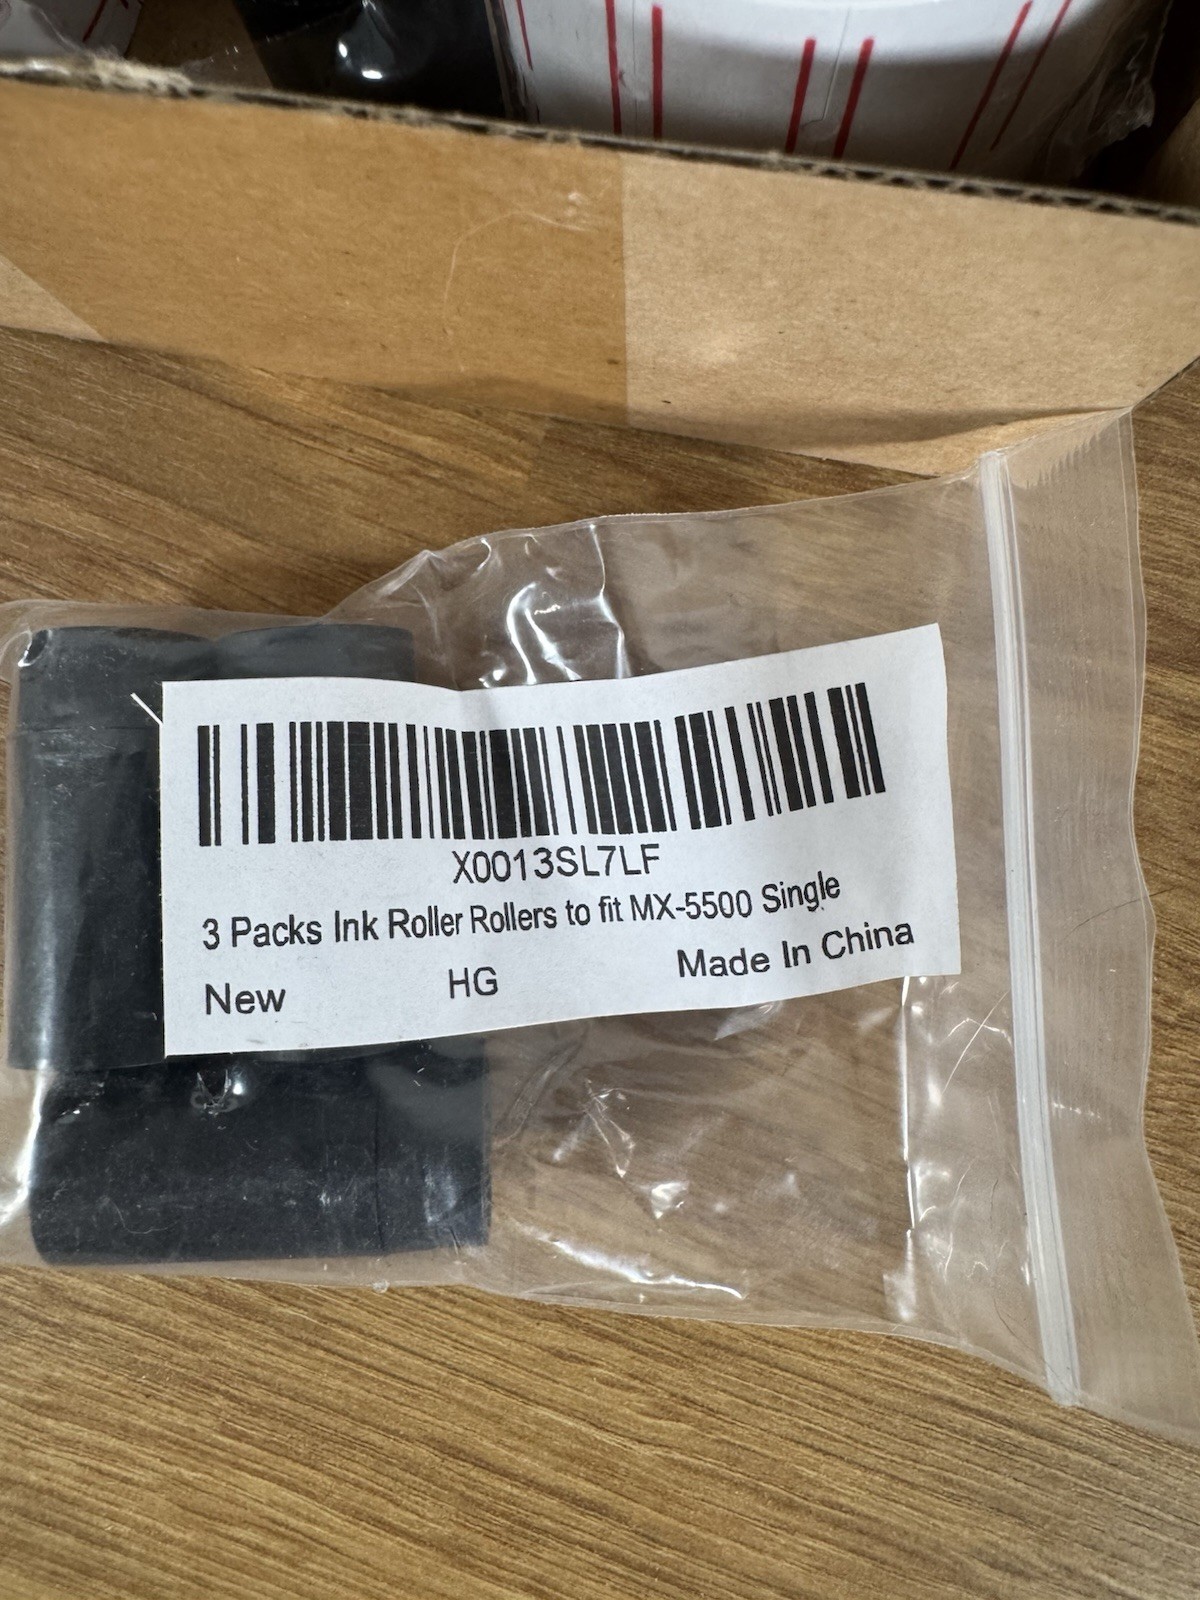 X0013SL7LF
3 Packs Ink Roller Rollers to fit MX-5500 Single
New HG Made In China